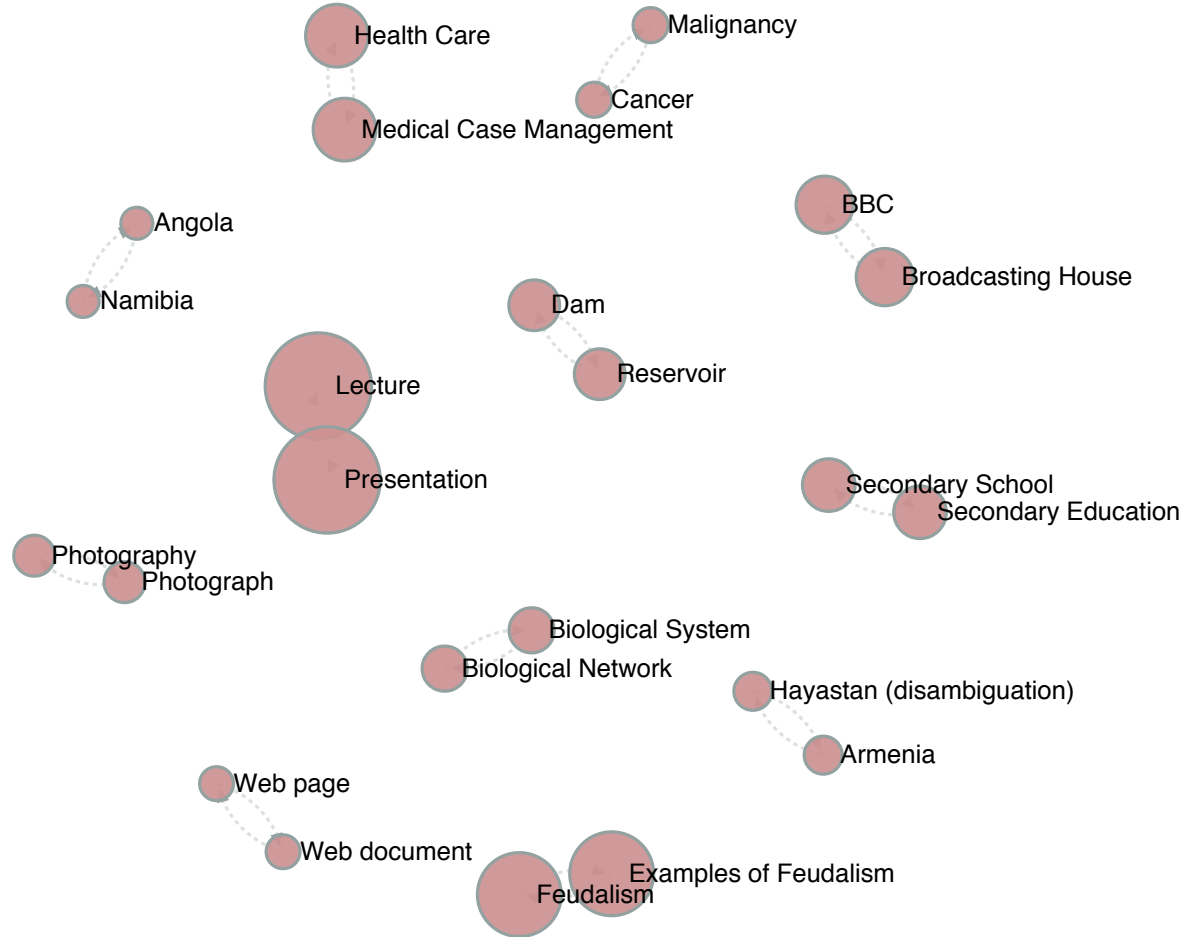 Malignancy
Health Care
Cancer
Medical Case Management
BBC
Angola
Broadcasting House
Namibia
Dam
Reservoir
Lecture
Presentation
Secondary School
Secondary Education
Photography
Photograph
Biological System
Biological Network
Hayastan (disambiguation)
Armenia
Web page
Web document
Examples of Feudalism
Feudalism